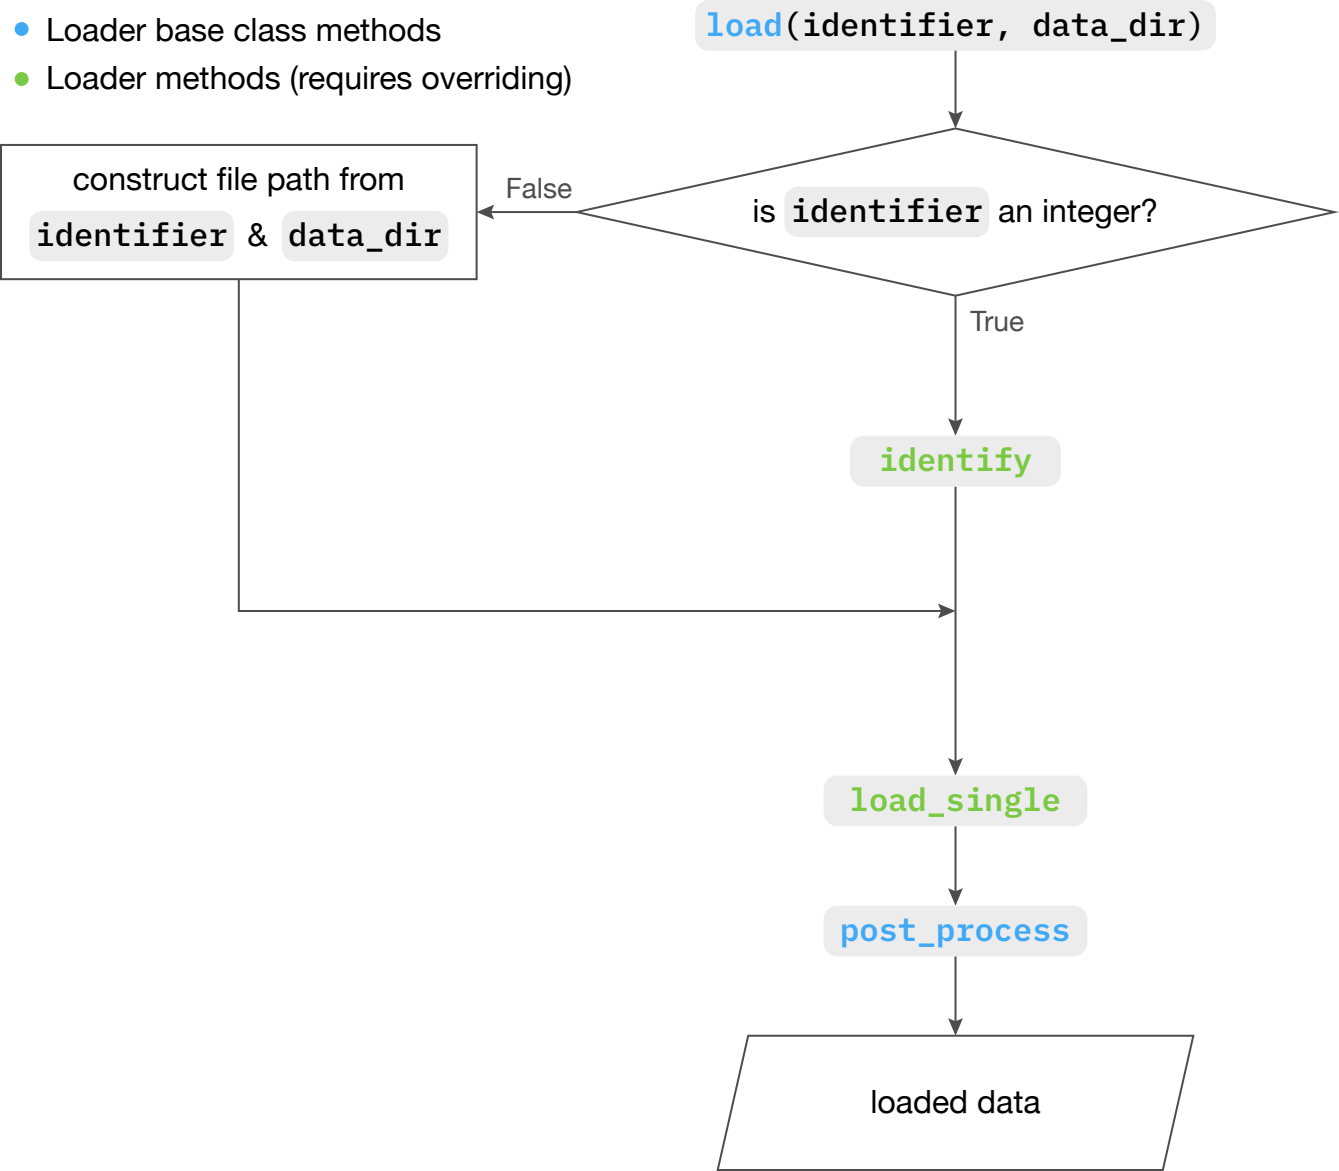 Loader base class methods
Loader methods (requires overriding)
load(identifier, data_dir)
is identifier an integer?
False
construct file path from
identifier & data_dir
True
identify
load_single
post_process
loaded data